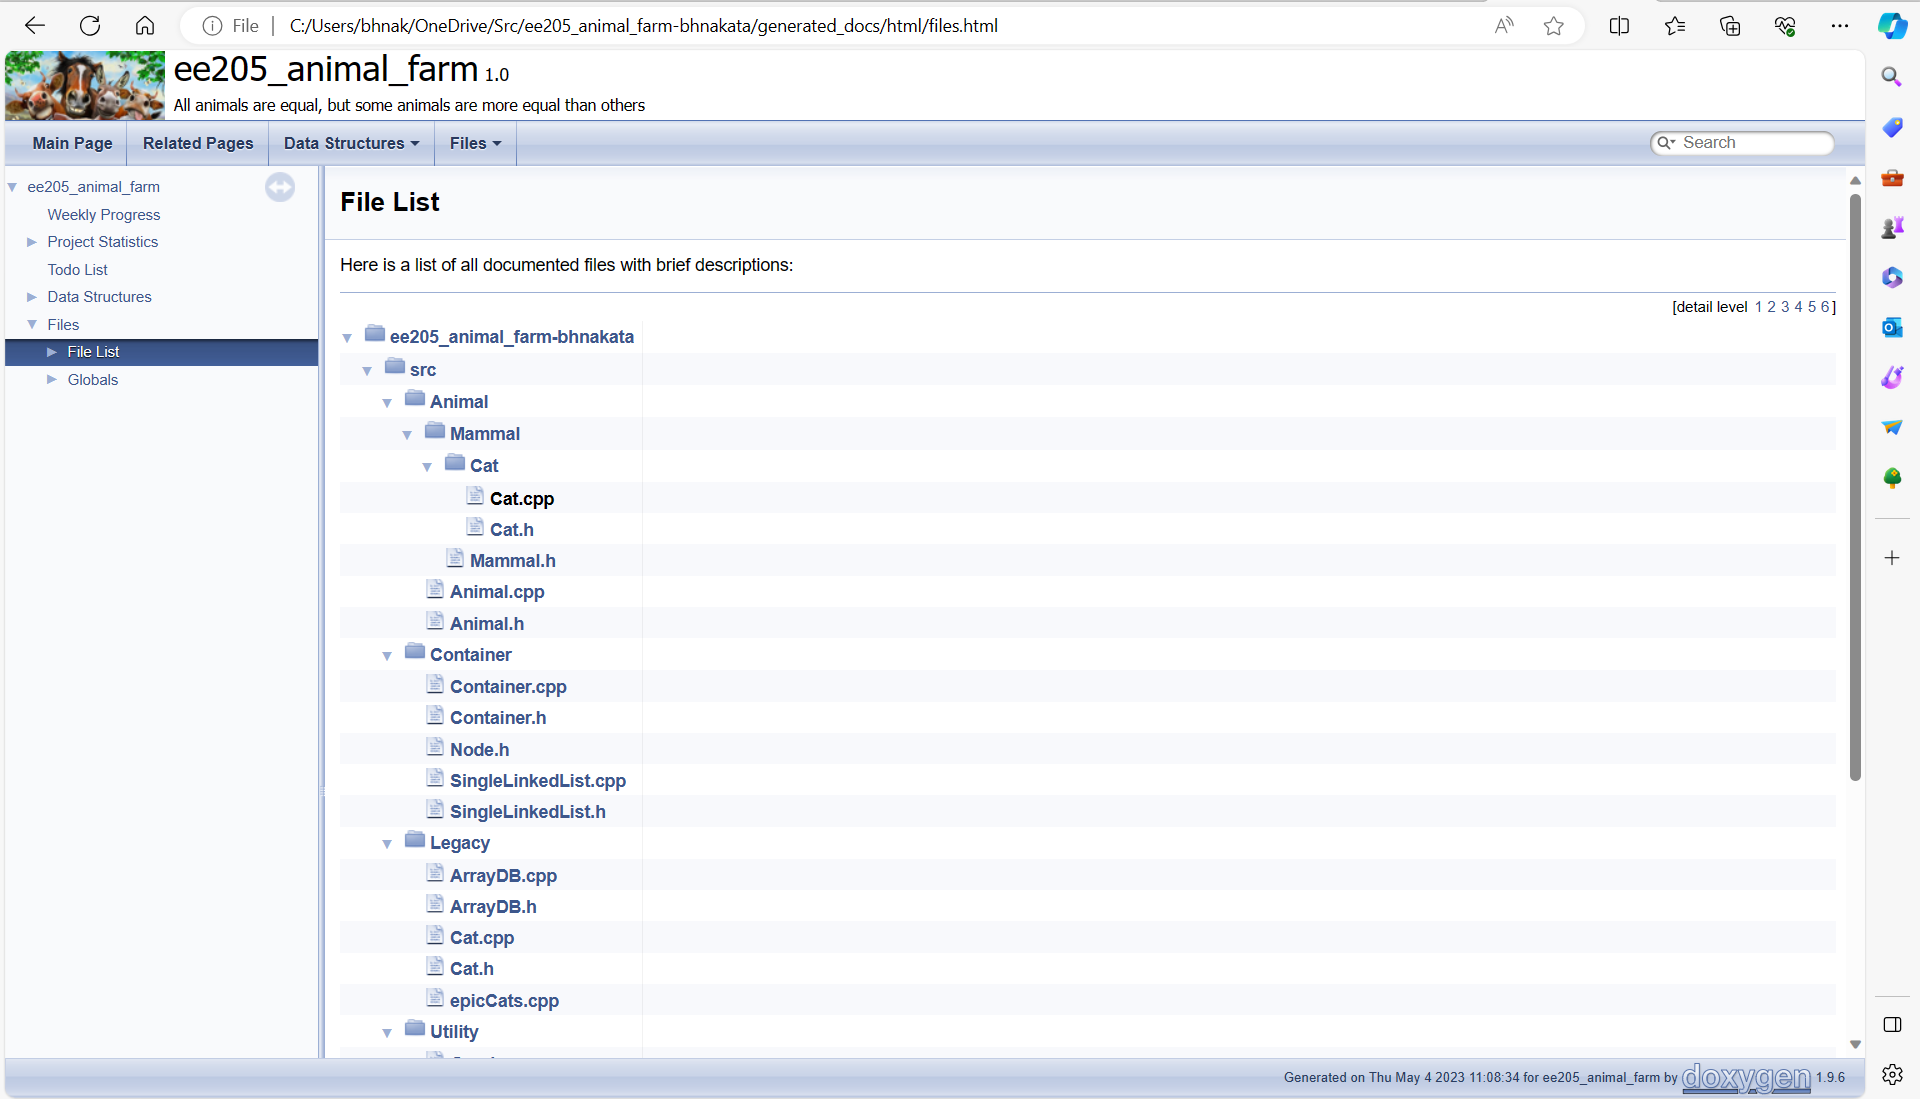 File
C:/Users/bhnak/OneDrive/Src/ee205_animal_farm-bhnakata/generated_docs/html/files.html
ee205_animal_farm 1.0
All animals are equal, but some animals are more equal than others
Main Page
Related Pages
Data Structures
Files
Search
ee205_animal_farm
Weekly Progress
Project Statistics
Todo List
Data Structures
Files
File List
Globals
File List
Here is a list of all documented files with brief descriptions:
[detail level 1 2 3 4 5 6]
ee205_animal_farm-bhnakata
src
Animal
Mammal
Cat
Cat.cpp
Cat.h
Mammal.h
Animal.cpp
Animal.h
Container
Container.cpp
Container.h
Node.h
SingleLinkedList.cpp
SingleLinkedList.h
Legacy
ArrayDB.cpp
ArrayDB.h
Cat.cpp
Cat.h
epicCats.cpp
Utility
Generated on Thu May 4 2023 11:08:34 for ee205_animal_farm by doxygen 1.9.6